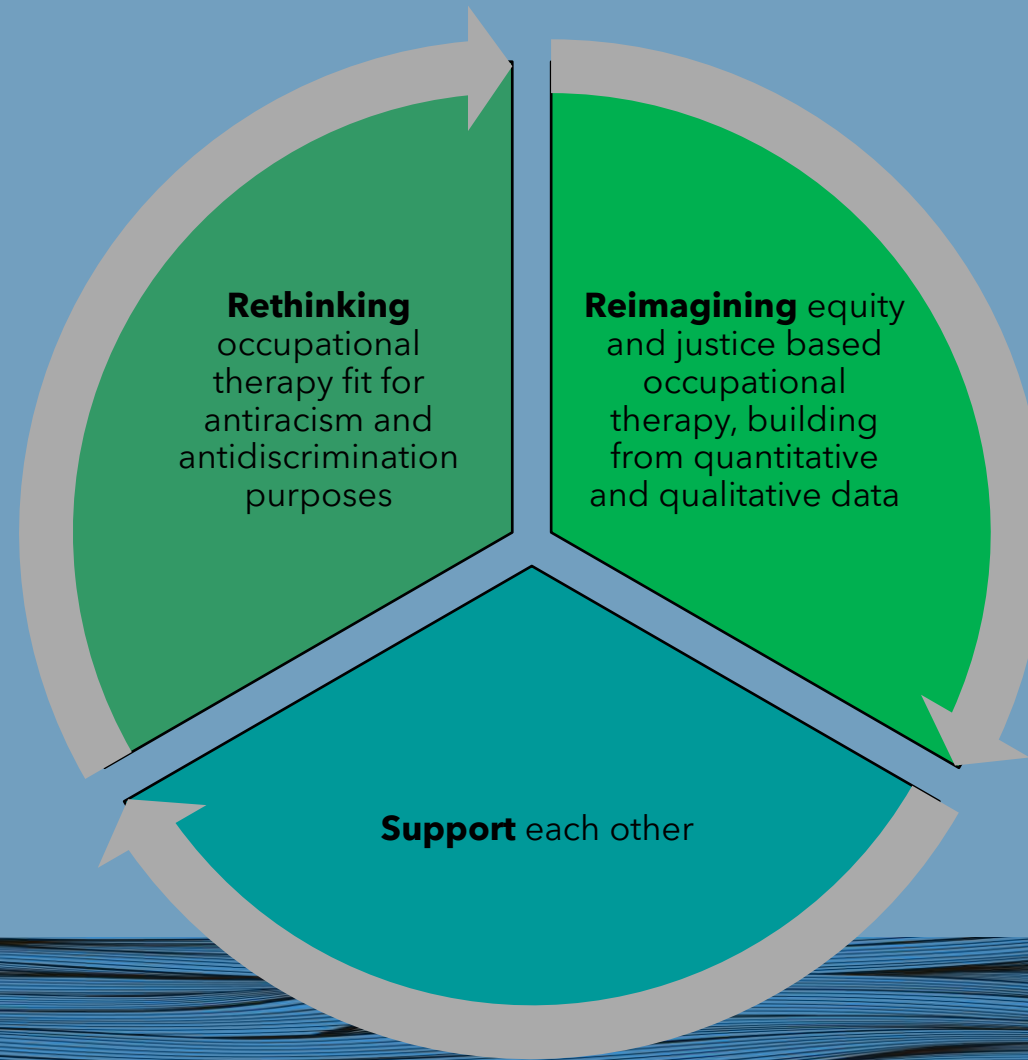 Rethinking
occupational
therapy fit for
antiracism and
antidiscrimination
purposes
Reimagining equity
and justice based
occupational
therapy, building
from quantitative
and qualitative data
Support each other